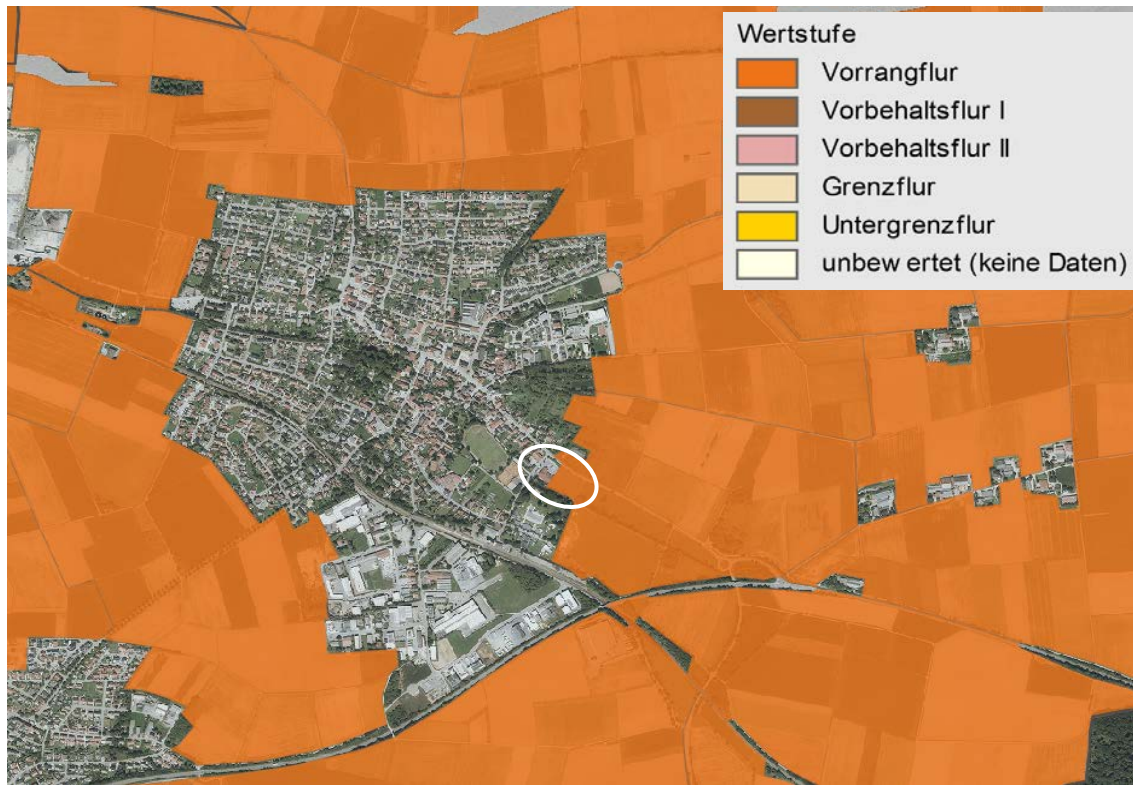 Wertstufe
Vorrangflur
Vorbehaltsflur I
Vorbehaltsflur II
Grenzflur
Untergrenzflur
unbew ertet (keine Daten)